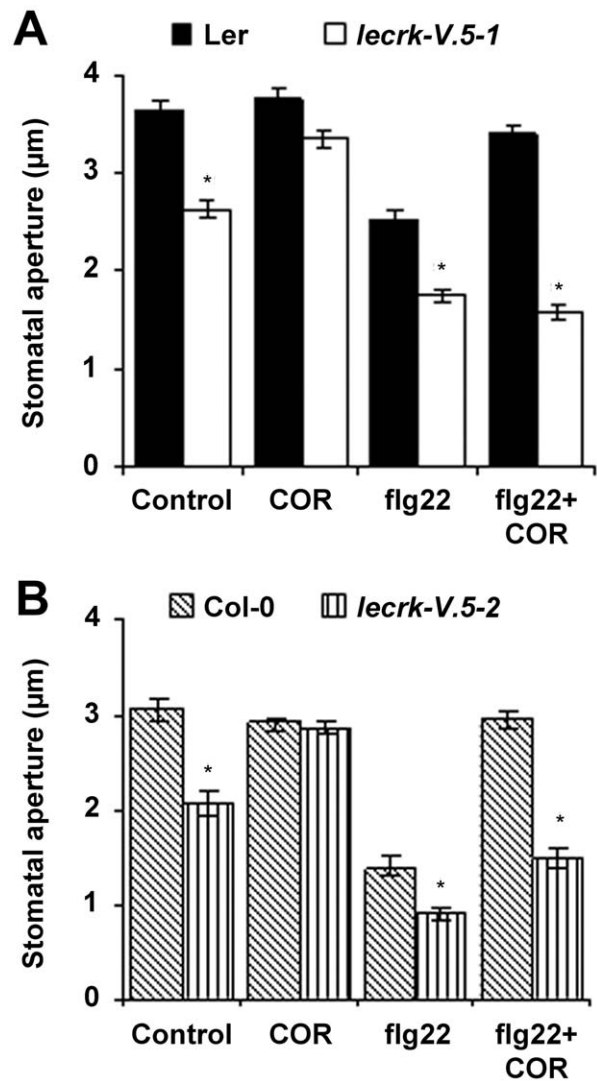 A
Ler lecrk-V.5-1
Stomatal aperture (µm)
4
3
2
1
0
*
*
*
Control COR flg22 flg22+
COR
B
Col-0 lecrk-V.5-2
Stomatal aperture (µm)
4
3
2
1
0
*
*
*
Control COR flg22 flg22+
COR